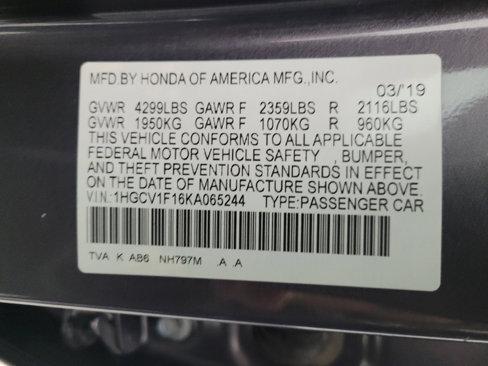 MFD.BY HONDA OF AMERICA MFG.,INC.
03/'19
GVWR 4299LBS GAWR F 2359LBS R 2116LBS
GVWR 1950KG GAWR F 1070KG R 960KG
THIS VEHICLE CONFORMS TO ALL APPLICABLE
FEDERAL MOTOR VEHICLE SAFETY , BUMPER,
AND THEFT PREVENTION STANDARDS IN EFFECT
ON THE DATE OF MANUFACTURE SHOWN ABOVE.
V.I.N.:1HGCV1F16KA065244 TYPE:PASSENGER CAR
TVA K AB6 NH797M .A .A